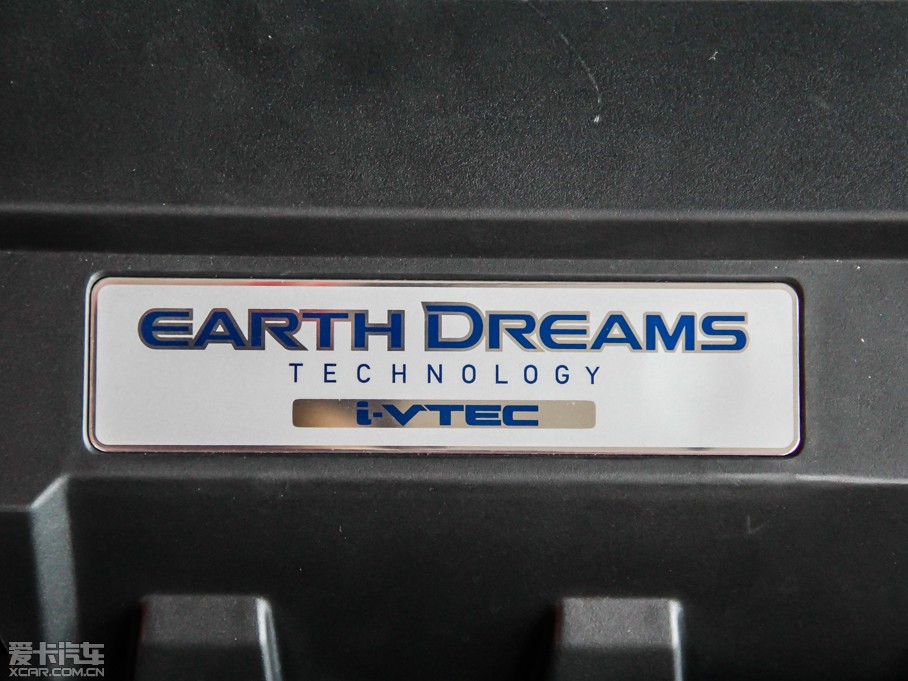 EARTH DREAMS
TECHNOLOGY
i-VTEC
爱卡汽车
XCAR.COM.CN